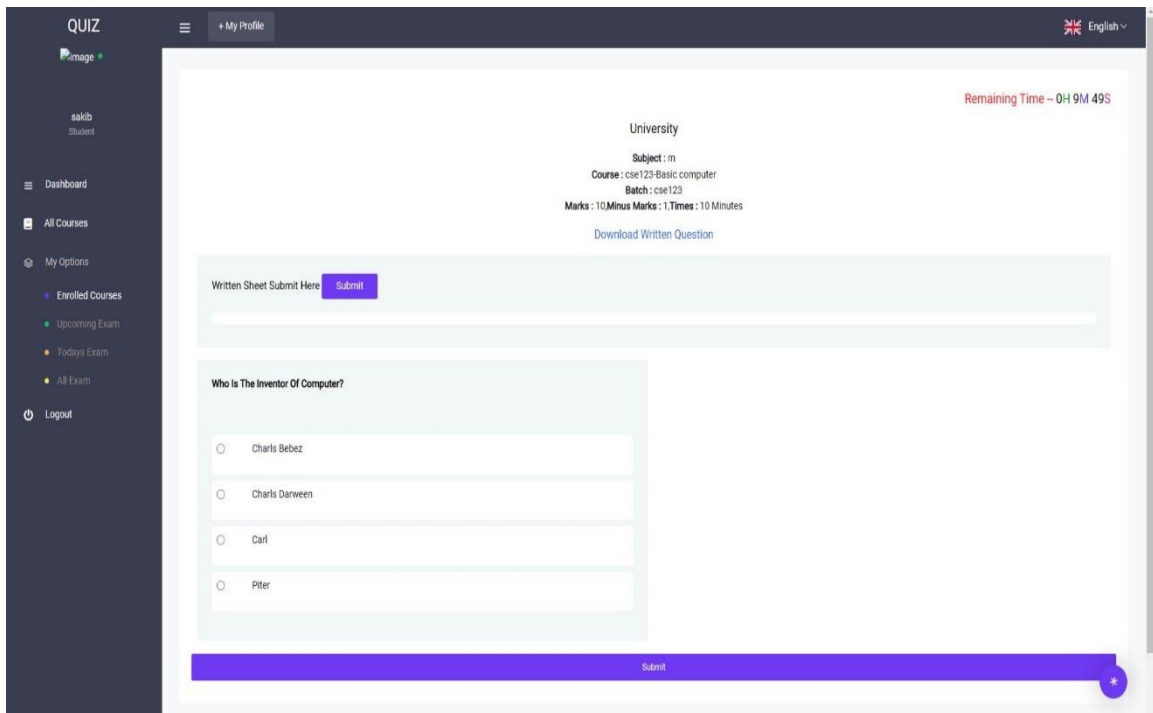 QUIZ
image
sakib
Student
Dashboard
All Courses
My Options
Enrolled Courses
Upcoming Exam
Todays Exam
All Exam
Logout
+ My Profile
English
Remaining Time – 0H 9M 49S
University
Subject : m
Course : cse123-Basic computer
Batch : cse123
Marks : 10,Minus Marks : 1,Times : 10 Minutes
Download Written Question
Written Sheet Submit Here Submit
Who Is The Inventor Of Computer?
Charls Bebez
Charls Darween
Carl
Piter
Submit